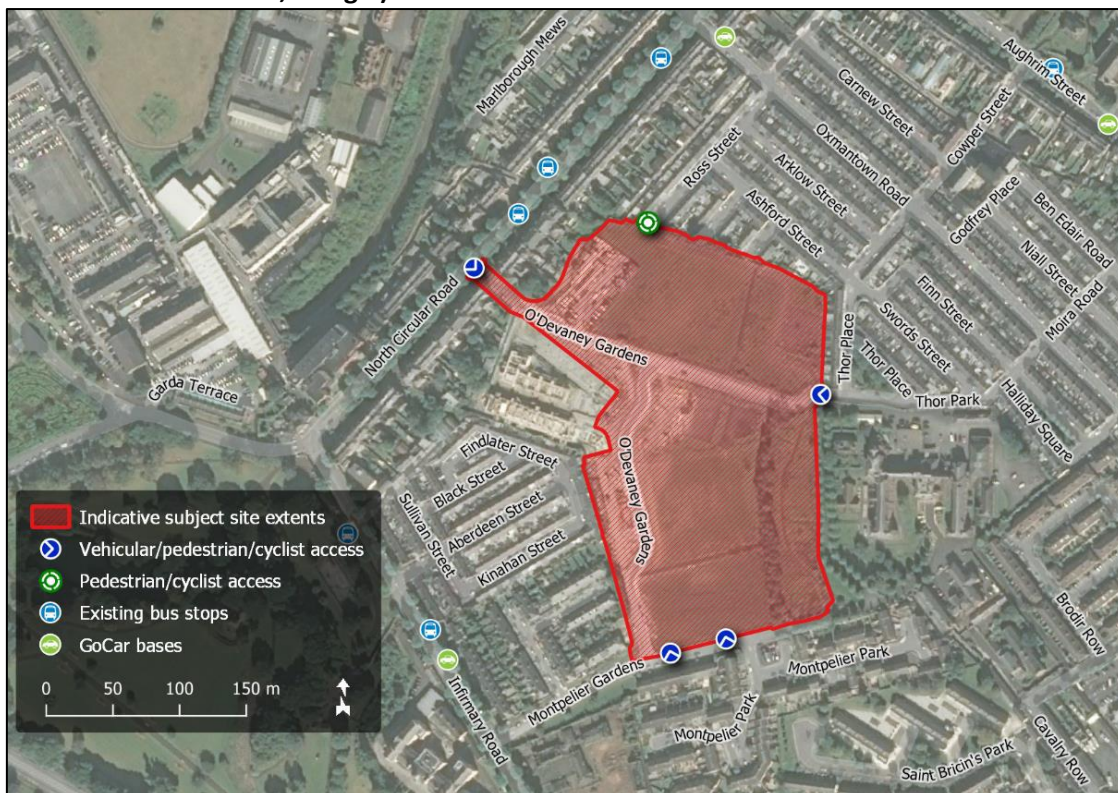 Marlborough Mews
Aughrim Street
Carnew Street
Cowper Street
Oxmantown Road
Ross Street
Arklow Street
Ashford Street
Godfrey Place
Ben Edair Road
Niall Street
Moira Road
Finn Street
Swords Street
Thor Place
Thor Place
Thor Park
Halliday Square
North Circular Road
O'Devaney Gardens
Garda Terrace
Findlater Street
Black Street
Aberdeen Street
Kinahan Street
Sullivan Street
O'Devaney Gardens
Indicative subject site extents
Vehicular/pedestrian/cyclist access
Pedestrian/cyclist access
Existing bus stops
GoCar bases
0 50 100 150 m
Infirmary Road
Montpelier Gardens
Montpelier Park
Montpelier Park
Brodir Row
Cavalry Row
Saint Bricin's Park